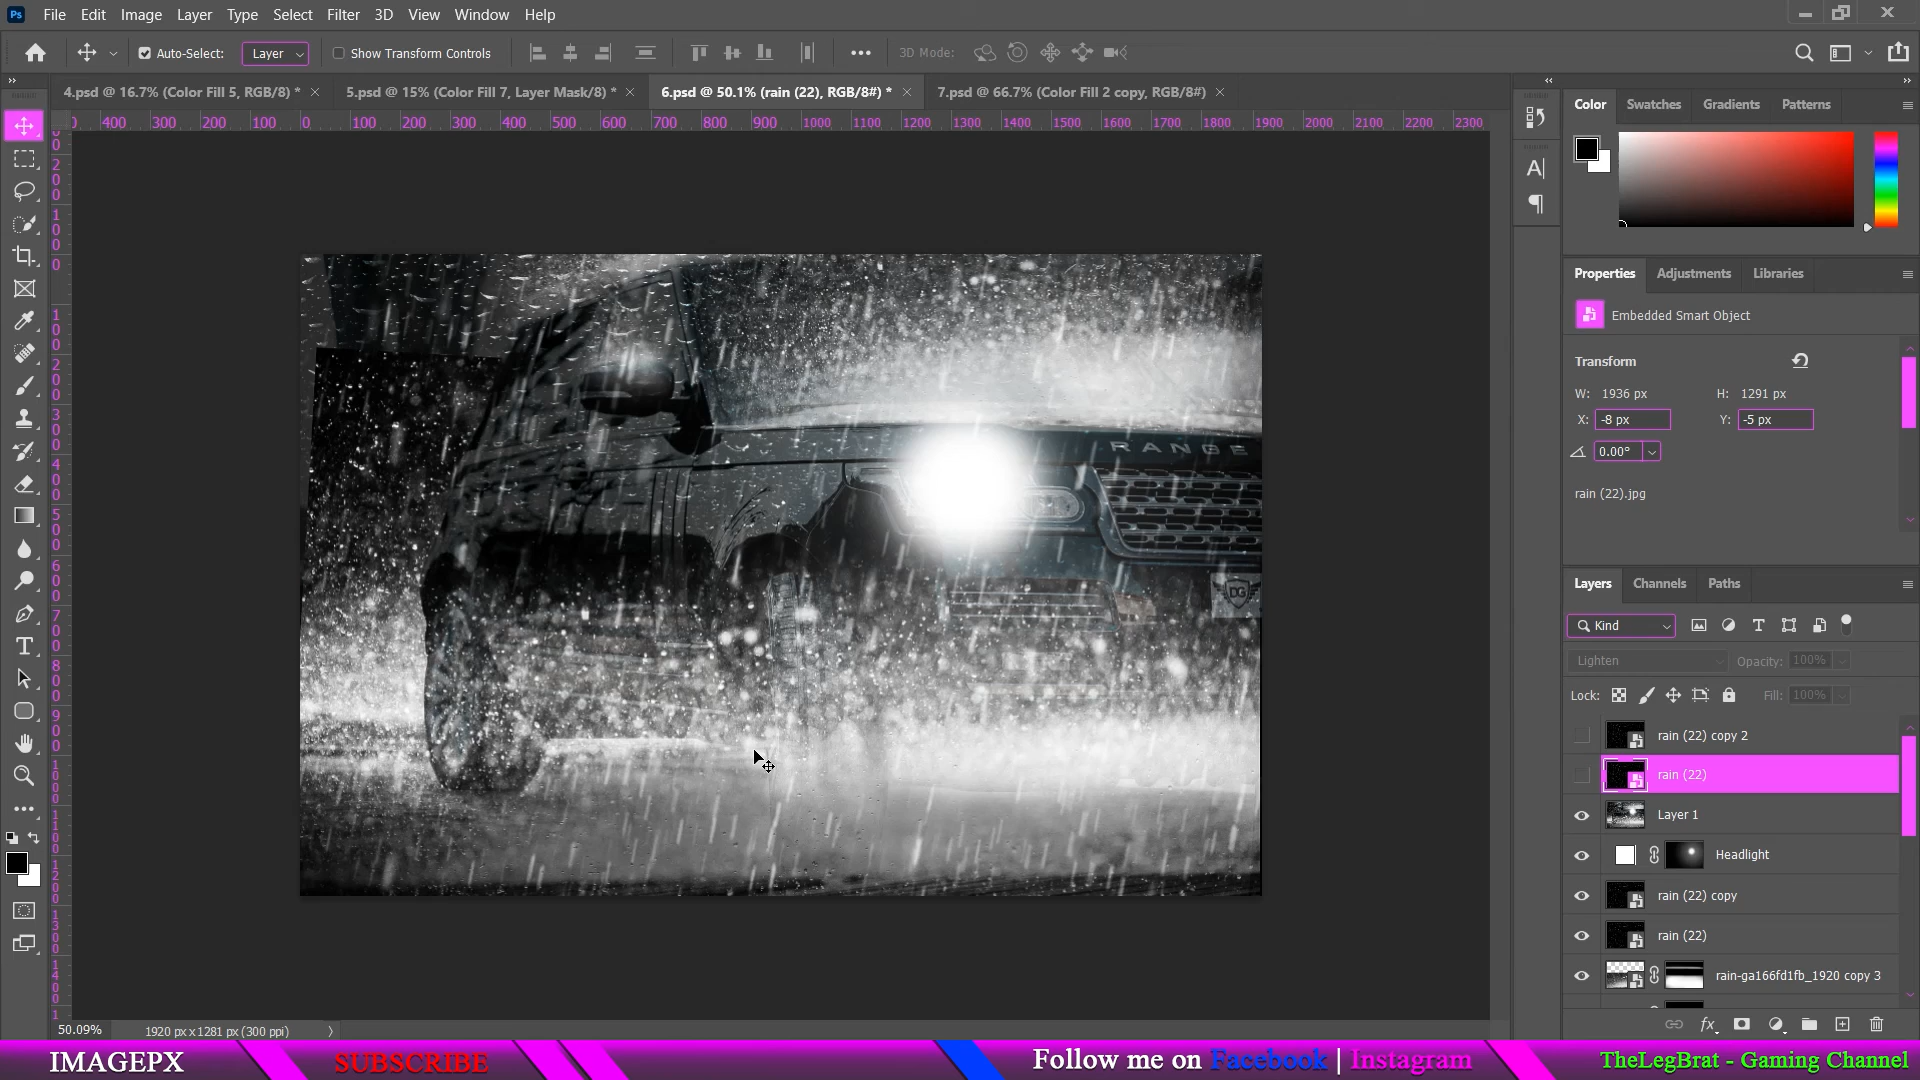 Ps File Edit Image Layer Type Select Filter 3D View Window Help
Auto-Select: Layer Show Transform Controls 3D Mode:
4.psd @ 16.7% (Color Fill 5, RGB/8) * 5.psd @ 15% (Color Fill 7, Layer Mask/8) * 6.psd @ 50.1% (rain (22), RGB/8#) * 7.psd @ 66.7% (Color Fill 2 copy, RGB/8#)
400 300 200 100 0 100 200 300 400 500 600 700 800 900 1000 1100 1200 1300 1400 1500 1600 1700 1800 1900 2000 2100 2200 2300
Color Swatches Gradients Patterns
Properties Adjustments Libraries
Embedded Smart Object
Transform
W: 1936 px H: 1291 px
X: -8 px Y: -5 px
0.00°
rain (22).jpg
RANGE
DG
Layers Channels Paths
Kind
Lighten Opacity: 100%
Lock: Fill: 100%
rain (22) copy 2
rain (22)
Layer 1
Headlight
rain (22) copy
rain (22)
rain-ga166fd1fb_1920 copy 3
fx
50.09% 1920 px x 1281 px (300 ppi)
IMAGEPX SUBSCRIBE Follow me on Facebook | Instagram TheLegBrat - Gaming Channel